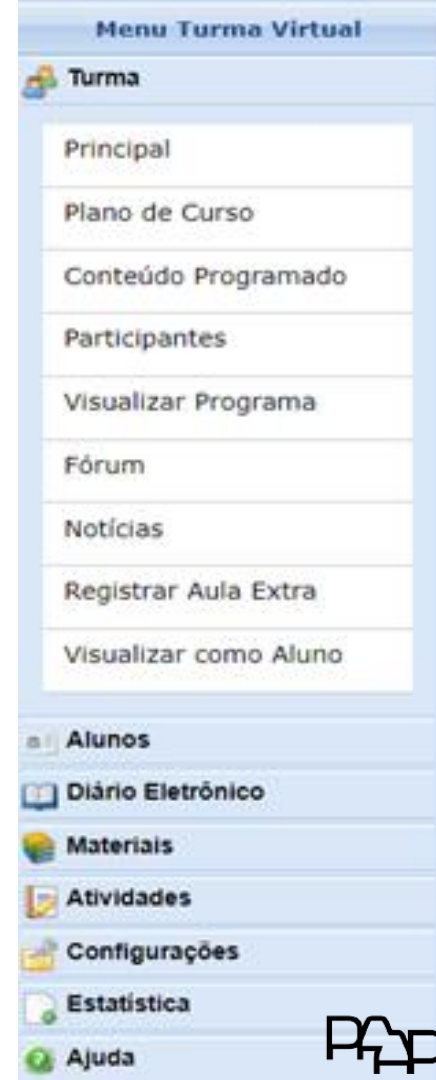 Menu Turma Virtual
Turma
Principal
Plano de Curso
Conteúdo Programado
Participantes
Visualizar Programa
Fórum
Notícias
Registrar Aula Extra
Visualizar como Aluno
Alunos
Diário Eletrônico
Materiais
Atividades
Configurações
Estatística
Ajuda